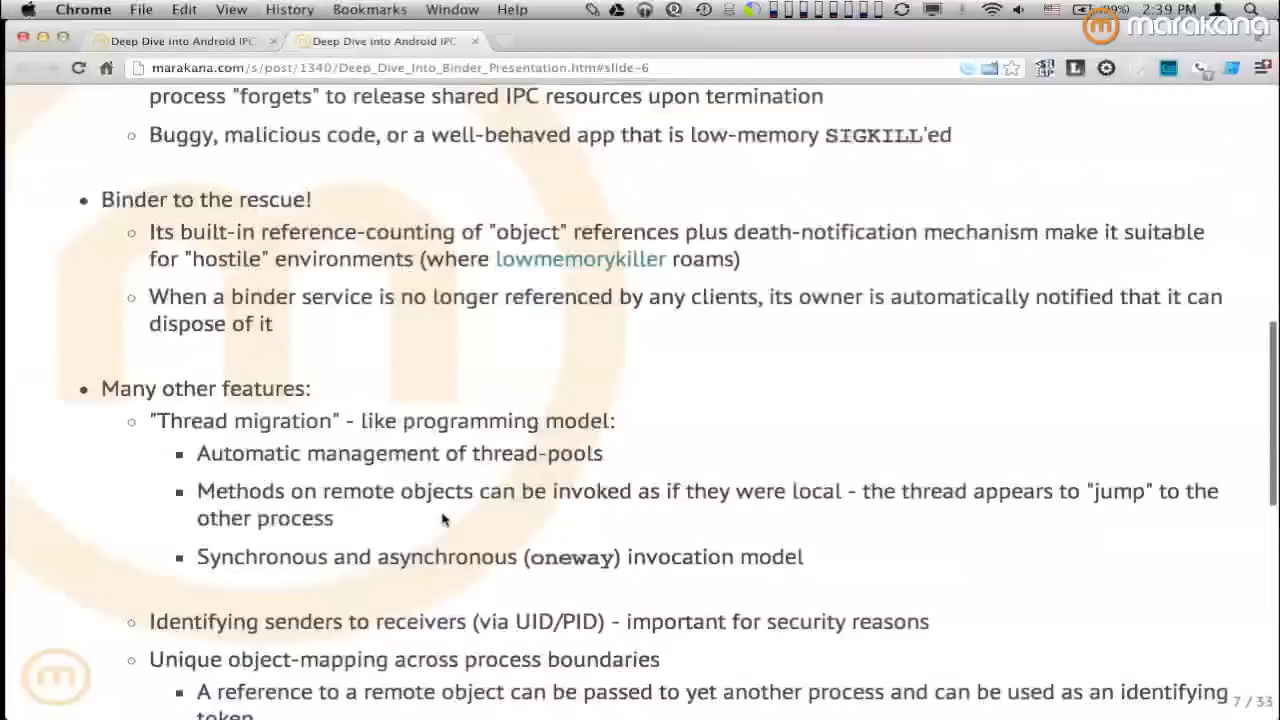 Chrome File Edit View History Bookmarks Window Help 2:39 PM
marakana
Deep Dive into Android IPC × Deep Dive into Android IPC ×
marakana.com/s/post/1340/Deep_Dive_Into_Binder_Presentation.htm#slide-6
process "forgets" to release shared IPC resources upon termination
Buggy, malicious code, or a well-behaved app that is low-memory SIGKILL'ed
Binder to the rescue!
Its built-in reference-counting of "object" references plus death-notification mechanism make it suitable
for "hostile" environments (where lowmemorykiller roams)
When a binder service is no longer referenced by any clients, its owner is automatically notified that it can
dispose of it
Many other features:
"Thread migration" - like programming model:
Automatic management of thread-pools
Methods on remote objects can be invoked as if they were local - the thread appears to "jump" to the
other process
Synchronous and asynchronous (oneway) invocation model
Identifying senders to receivers (via UID/PID) - important for security reasons
Unique object-mapping across process boundaries
A reference to a remote object can be passed to yet another process and can be used as an identifying
token
7 / 33